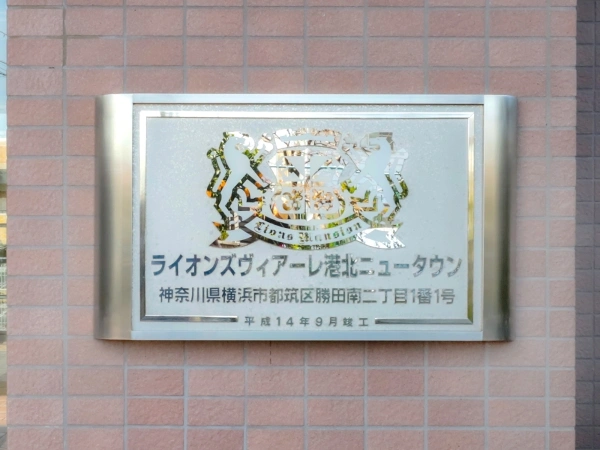 Lions Mansion
ライオンズヴィアーレ港北ニュータウン
神奈川県横浜市都筑区勝田南二丁目1番1号
平成14年9月竣工